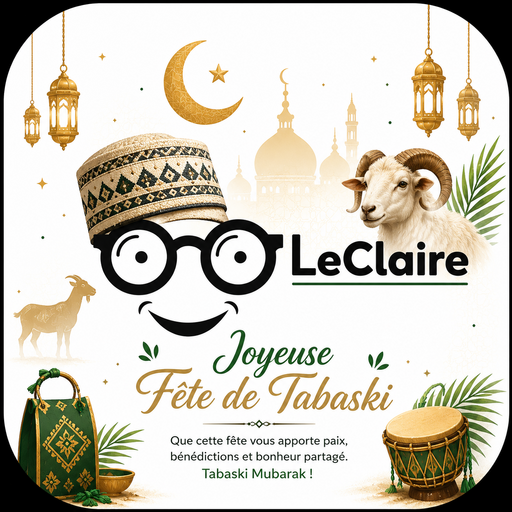 LeClaire
Joyeuse
Fête de Tabaski
Que cette fête vous apporte paix,
bénédictions et bonheur partagé.
Tabaski Mubarak !